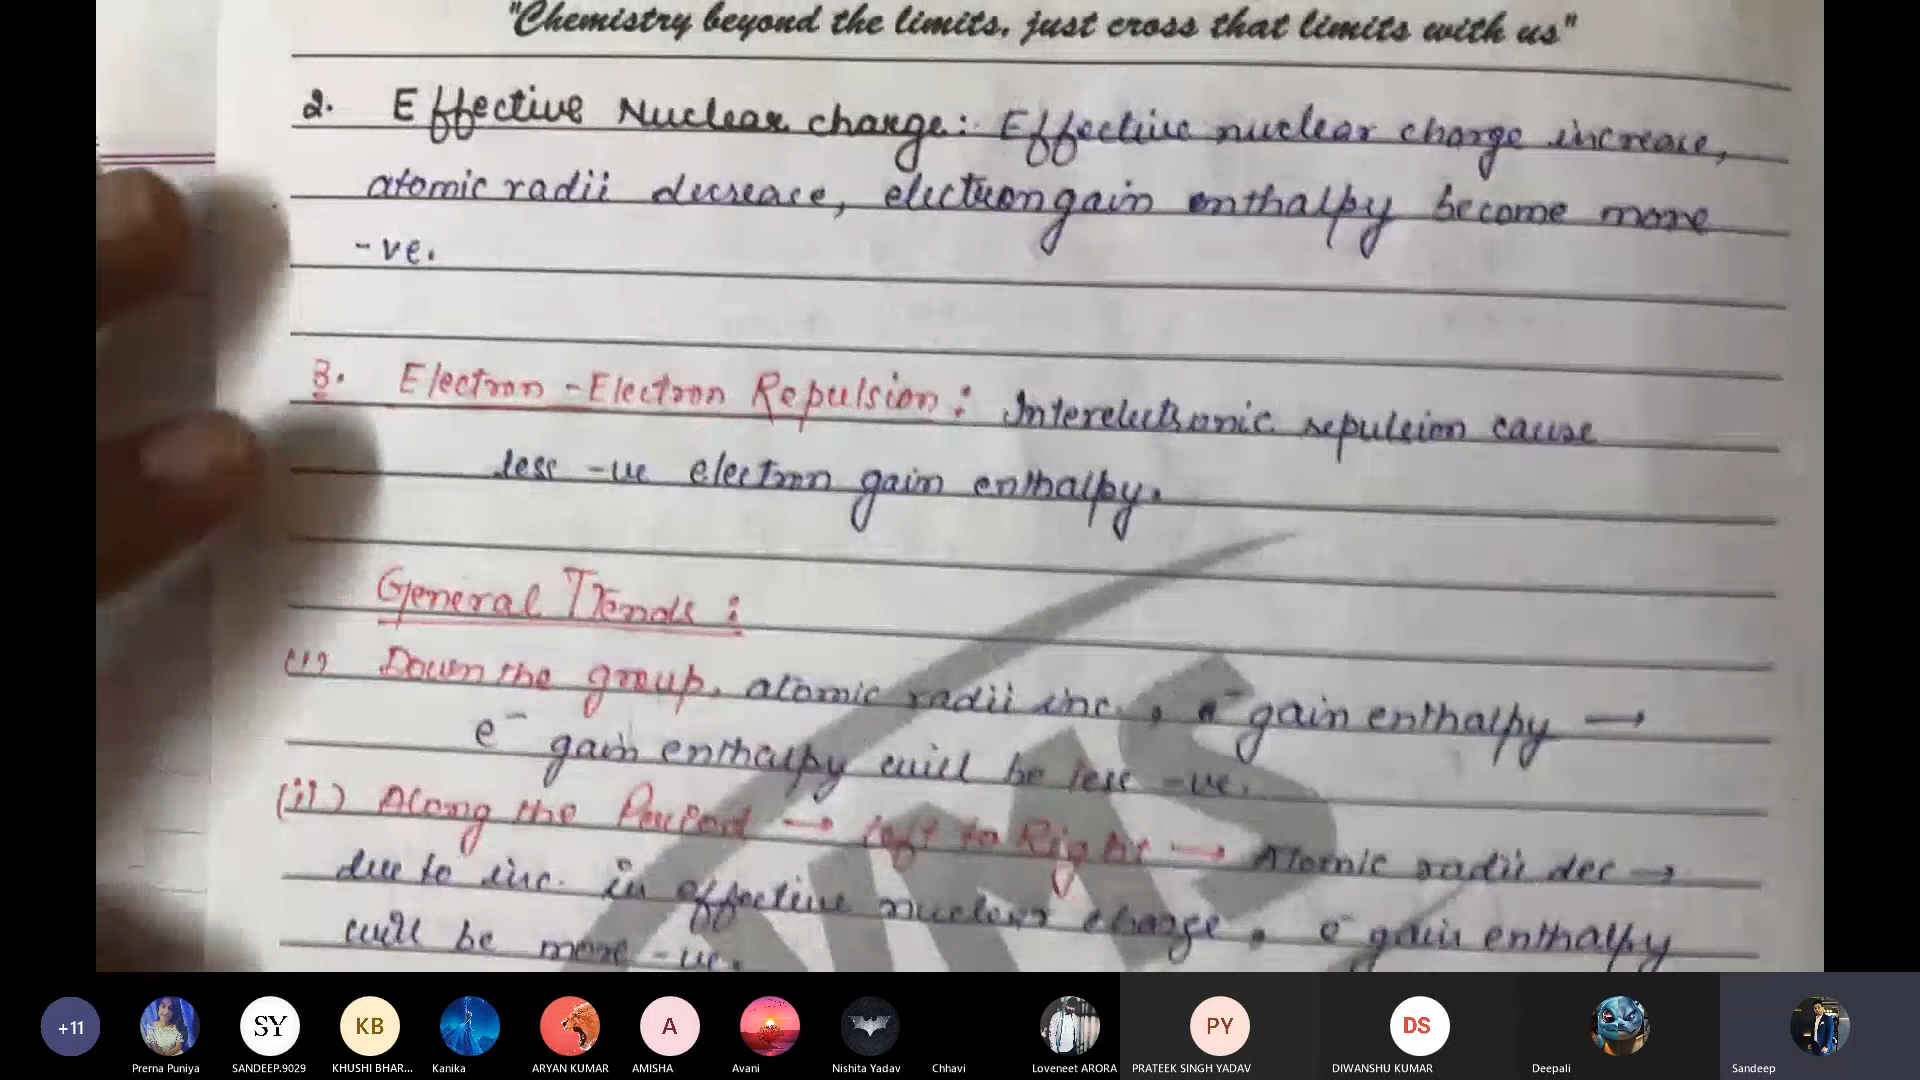 "Chemistry beyond the limits, just cross that limits with us"
2. Effective Nuclear charge: Effective nuclear charge increase,
atomic radii decrease, electron gain enthalpy become more
-ve.
3. Electron-Electron Repulsion: Interelectronic repulsion cause
less -ve electron gain enthalpy.
General Trends:
(i) Down the group, atomic radii inc., e⁻ gain enthalpy →
e⁻ gain enthalpy will be less -ve.
(ii) Along the Period → left to Right → Atomic radii dec →
due to inc. in effective nuclear charge, e⁻ gain enthalpy
will be more -ve.
+11
SY
KB
A
PY
DS
Prerna Puniya
SANDEEP.9029
KHUSHI BHAR...
Kanika
ARYAN KUMAR
AMISHA
Avani
Nishita Yadav
Chhavi
Loveneet ARORA
PRATEEK SINGH YADAV
DIWANSHU KUMAR
Deepali
Sandeep